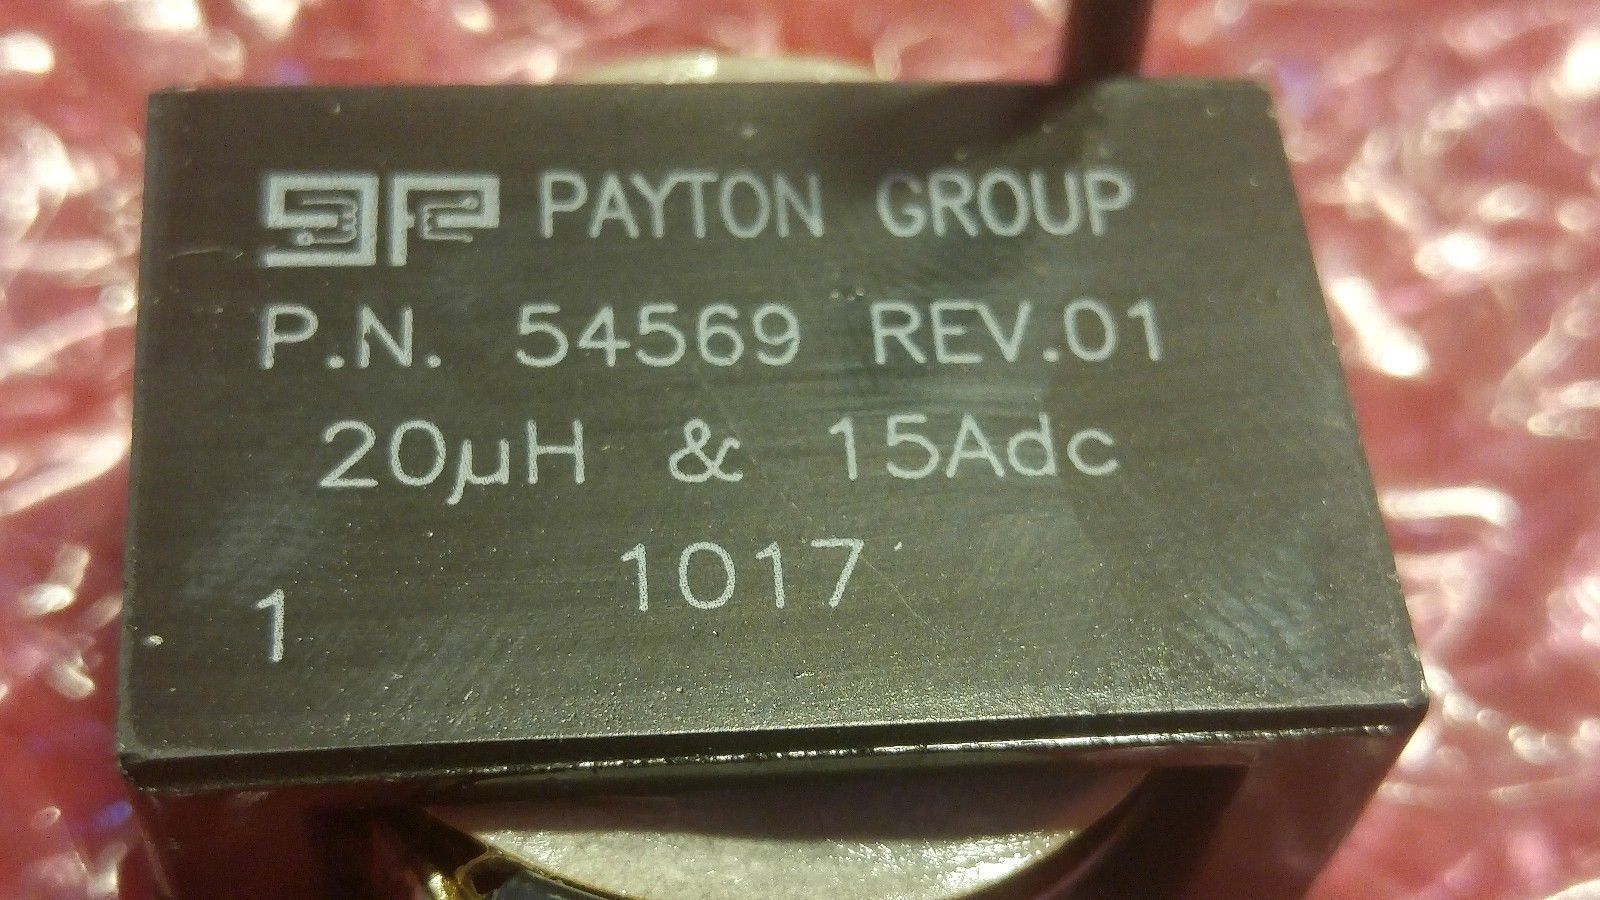 PAYTON GROUP
P.N. 54569 REV.01
20µH & 15Adc
1017
1